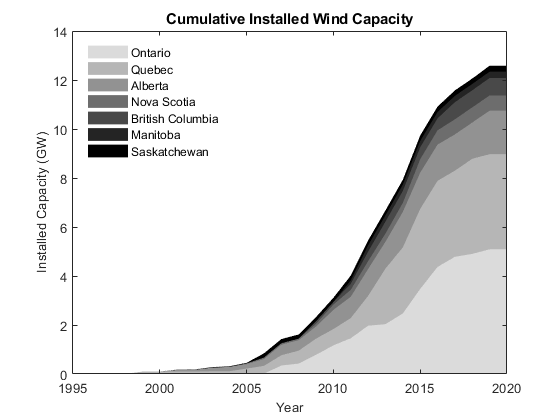 Cumulative Installed Wind Capacity
14
12
10
8
6
4
2
0
Installed Capacity (GW)
Ontario
Quebec
Alberta
Nova Scotia
British Columbia
Manitoba
Saskatchewan
1995 2000 2005 2010 2015 2020
Year